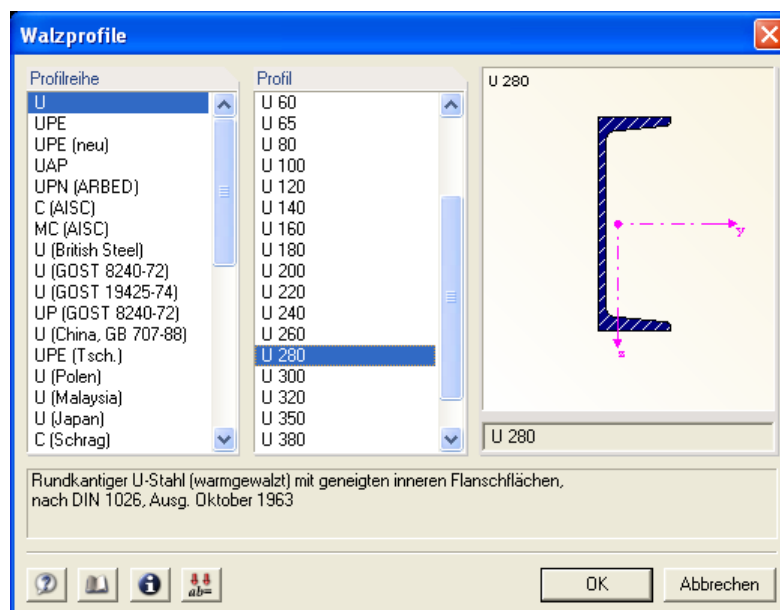 Walzprofile
Profilreihe
U
UPE
UPE (neu)
UAP
UPN (ARBED)
C (AISC)
MC (AISC)
U (British Steel)
U (GOST 8240-72)
U (GOST 19425-74)
UP (GOST 8240-72)
U (China, GB 707-88)
UPE (Tsch.)
U (Polen)
U (Malaysia)
U (Japan)
C (Schrag)
Profil
U 60
U 65
U 80
U 100
U 120
U 140
U 160
U 180
U 200
U 220
U 240
U 260
U 280
U 300
U 320
U 350
U 380
U 280
y
z
U 280
Rundkantiger U-Stahl (warmgewalzt) mit geneigten inneren Flanschflächen,
nach DIN 1026, Ausg. Oktober 1963
ab=
OK
Abbrechen